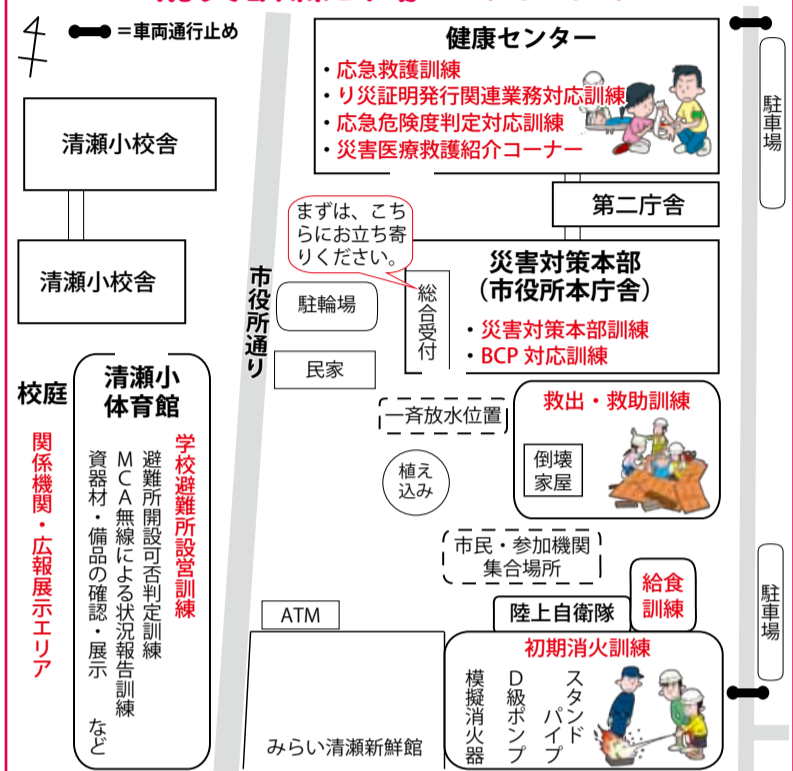 =車両通行止め
健康センター
・応急救護訓練
・り災証明発行関連業務対応訓練
・応急危険度判定対応訓練
・災害医療救護紹介コーナー
駐車場
清瀬小校舎
第二庁舎
まずは、こち
らにお立ち寄
りください。
清瀬小校舎
市役所通り
駐輪場
総合受付
災害対策本部
(市役所本庁舎)
・災害対策本部訓練
・BCP 対応訓練
民家
校庭
関係機関・広報展示エリア
清瀬小
体育館
学校避難所設営訓練
避難所開設可否判定訓練
MCA無線による状況報告訓練
資器材・備品の確認・展示 など
一斉放水位置
救出・救助訓練
倒壊
家屋
植え
込み
市民・参加機関
集合場所
給食
訓練
駐車場
ATM
陸上自衛隊
初期消火訓練
スタンド
パイプ
D級ポンプ
模擬消火器
みらい清瀬新鮮館